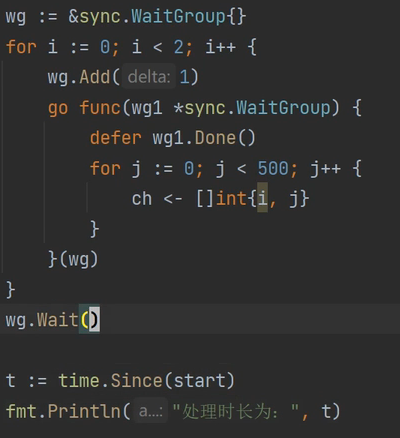 wg := &sync.WaitGroup{}
for i := 0; i < 2; i++ {
wg.Add(delta: 1)
go func(wg1 *sync.WaitGroup) {
defer wg1.Done()
for j := 0; j < 500; j++ {
ch <- []int{i, j}
}
}(wg)
}
wg.Wait()
t := time.Since(start)
fmt.Println(a...: "处理时长为：", t)